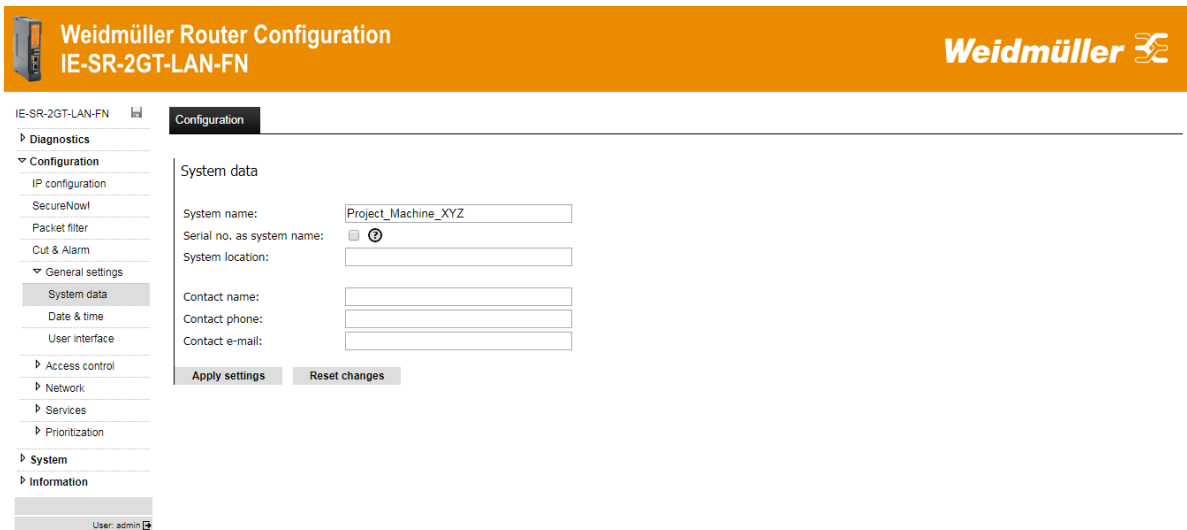 Weidmüller Router Configuration
IE-SR-2GT-LAN-FN
Weidmüller
IE-SR-2GT-LAN-FN
Diagnostics
Configuration
IP configuration
SecureNow!
Packet filter
Cut & Alarm
General settings
System data
Date & time
User interface
Access control
Network
Services
Prioritization
System
Information
User: admin
Configuration
System data
System name: Project_Machine_XYZ
Serial no. as system name: ?
System location:
Contact name:
Contact phone:
Contact e-mail:
Apply settings Reset changes